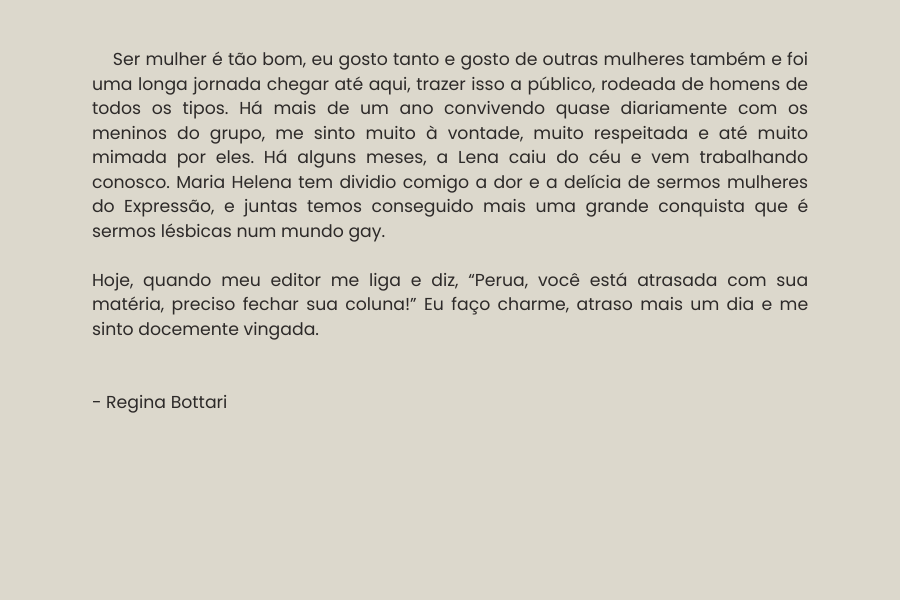 Ser mulher é tão bom, eu gosto tanto e gosto de outras mulheres também e foi
uma longa jornada chegar até aqui, trazer isso a público, rodeada de homens de
todos os tipos. Há mais de um ano convivendo quase diariamente com os
meninos do grupo, me sinto muito à vontade, muito respeitada e até muito
mimada por eles. Há alguns meses, a Lena caiu do céu e vem trabalhando
conosco. Maria Helena tem dividio comigo a dor e a delícia de sermos mulheres
do Expressão, e juntas temos conseguido mais uma grande conquista que é
sermos lésbicas num mundo gay.
Hoje, quando meu editor me liga e diz, “Perua, você está atrasada com sua
matéria, preciso fechar sua coluna!” Eu faço charme, atraso mais um dia e me
sinto docemente vingada.
- Regina Bottari